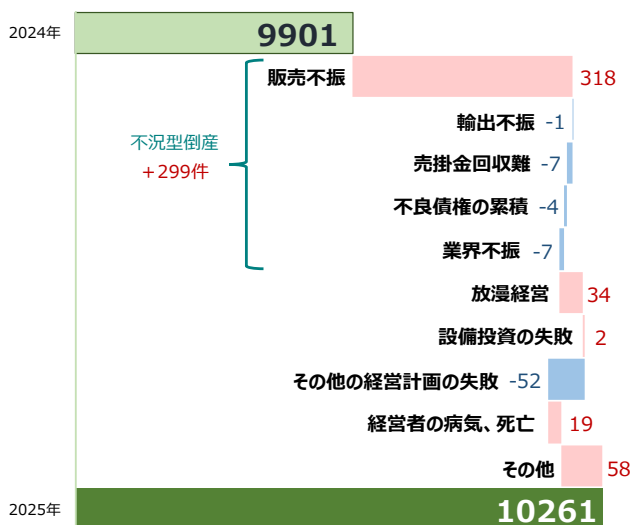 2024年
9901
販売不振 318
輸出不振 -1
不況型倒産
+299件
売掛金回収難 -7
不良債権の累積 -4
業界不振 -7
放漫経営 34
設備投資の失敗 2
その他の経営計画の失敗 -52
経営者の病気、死亡 19
その他 58
2025年
10261